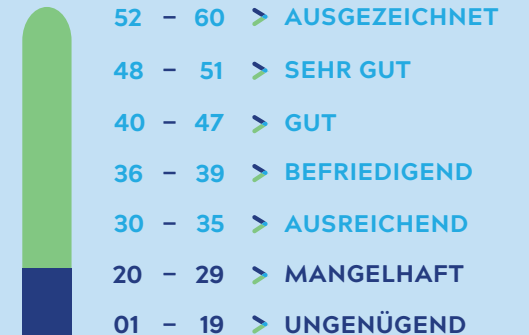 52 – 60 > AUSGEZEICHNET
48 – 51 > SEHR GUT
40 – 47 > GUT
36 – 39 > BEFRIEDIGEND
30 – 35 > AUSREICHEND
20 – 29 > MANGELHAFT
01 – 19 > UNGENÜGEND